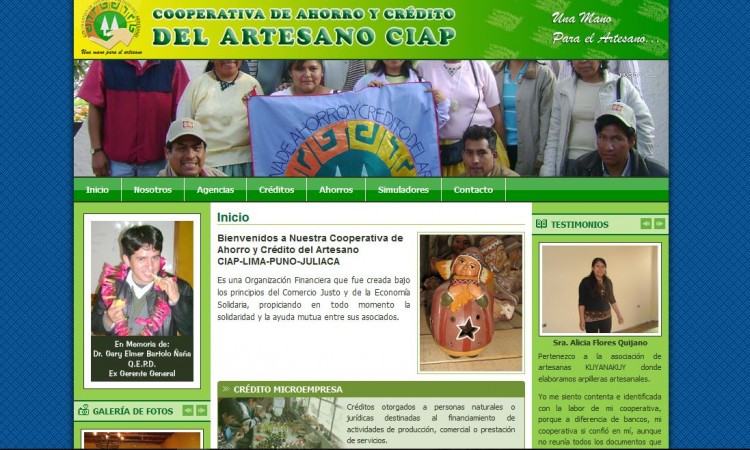 COOPERATIVA DE AHORRO Y CRÉDITO
DEL ARTESANO CIAP
Una mano para el artesano
Una Mano
Para el Artesano...
NA DE AHORRO Y CREDITO DEL AR
Inicio
Nosotros
Agencias
Créditos
Ahorros
Simuladores
Contacto
En Memoria de:
Dr. Gary Elmer Bartolo Ñaña
Q.E.P.D.
Ex Gerente General
GALERÍA DE FOTOS
Inicio
Bienvenidos a Nuestra Cooperativa de
Ahorro y Crédito del Artesano
CIAP-LIMA-PUNO-JULIACA
Es una Organización Financiera que fue creada bajo
los principios del Comercio Justo y de la Economía
Solidaria, propiciando en todo momento la
solidaridad y la ayuda mutua entre sus asociados.
CRÉDITO MICROEMPRESA
Créditos otorgados a personas naturales o
jurídicas destinadas al financiamiento de
actividades de producción, comercial o prestación
de servicios.
TESTIMONIOS
Sra. Alicia Flores Quijano
Pertenezco a la asociación de
artesanas KUYANAKUY donde
elaboramos arpilleras artesanales.
Yo me siento contenta e identificada
con la labor de mi cooperativa,
porque a diferencia de bancos, mi
cooperativa si confió en mí, aunque
no reunía todos los documentos que